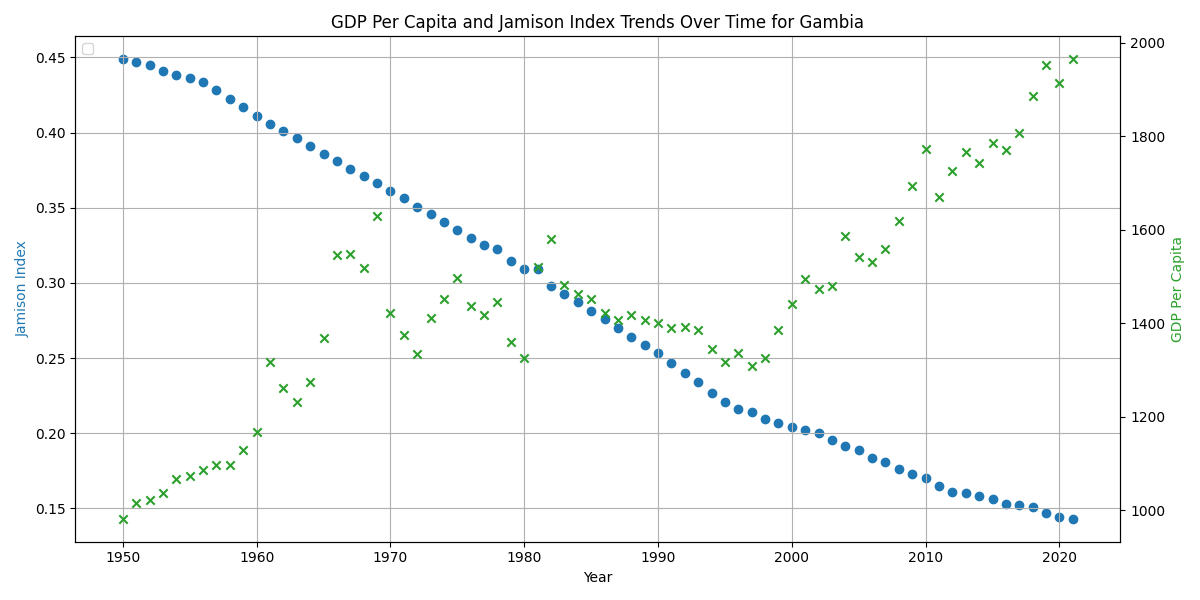 GDP Per Capita and Jamison Index Trends Over Time for Gambia
Jamison Index
0.45
0.40
0.35
0.30
0.25
0.20
0.15
2000
1800
1600
1400
1200
1000
GDP Per Capita
1950 1960 1970 1980 1990 2000 2010 2020
Year